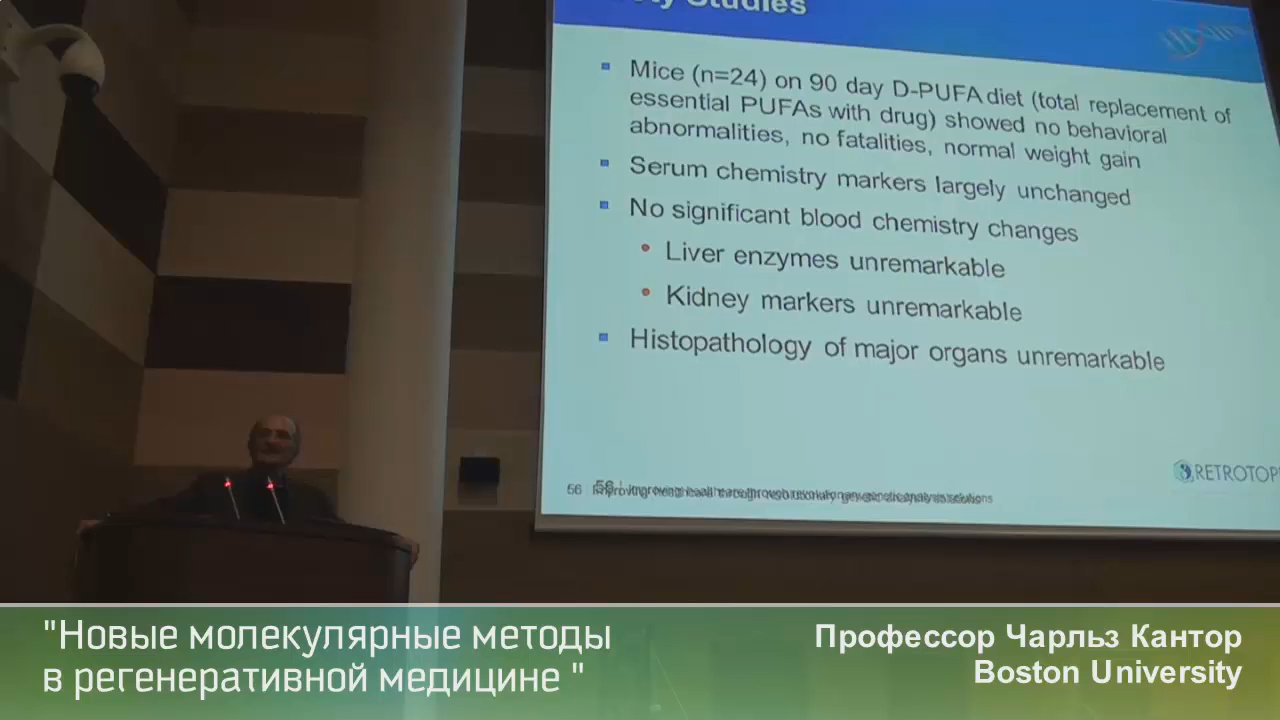 Studies
Mice (n=24) on 90 day D-PUFA diet (total replacement of
essential PUFAs with drug) showed no behavioral
abnormalities, no fatalities, normal weight gain
Serum chemistry markers largely unchanged
No significant blood chemistry changes
Liver enzymes unremarkable
Kidney markers unremarkable
Histopathology of major organs unremarkable
RETROTOP
56
"Новые молекулярные методы
в регенеративной медицине "
Профессор Чарльз Кантор
Boston University